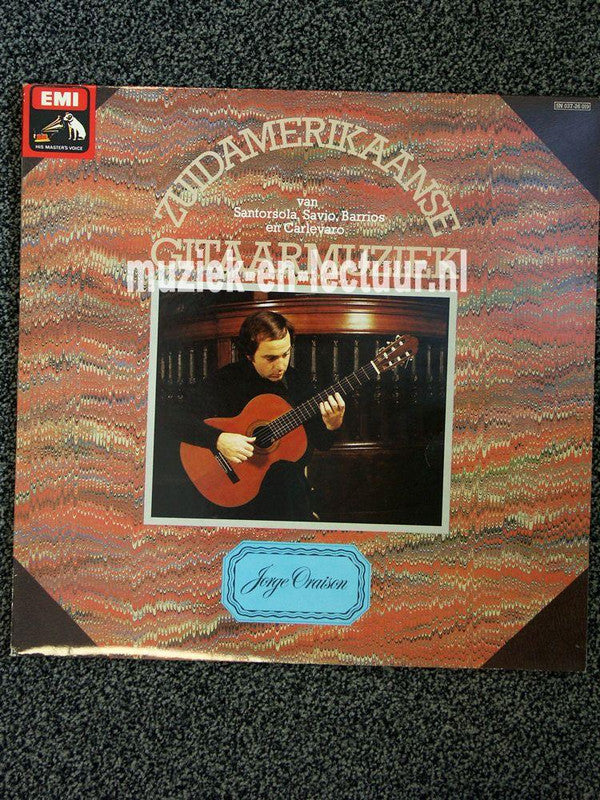 EMI
HIS MASTER'S VOICE
ZUIDAMERIKAANSE
van
Santorsola, Savio, Barrios
en Carlevaro
GITAARMUZIEK
muziek-en-lectuur.nl
Jorge Oraison